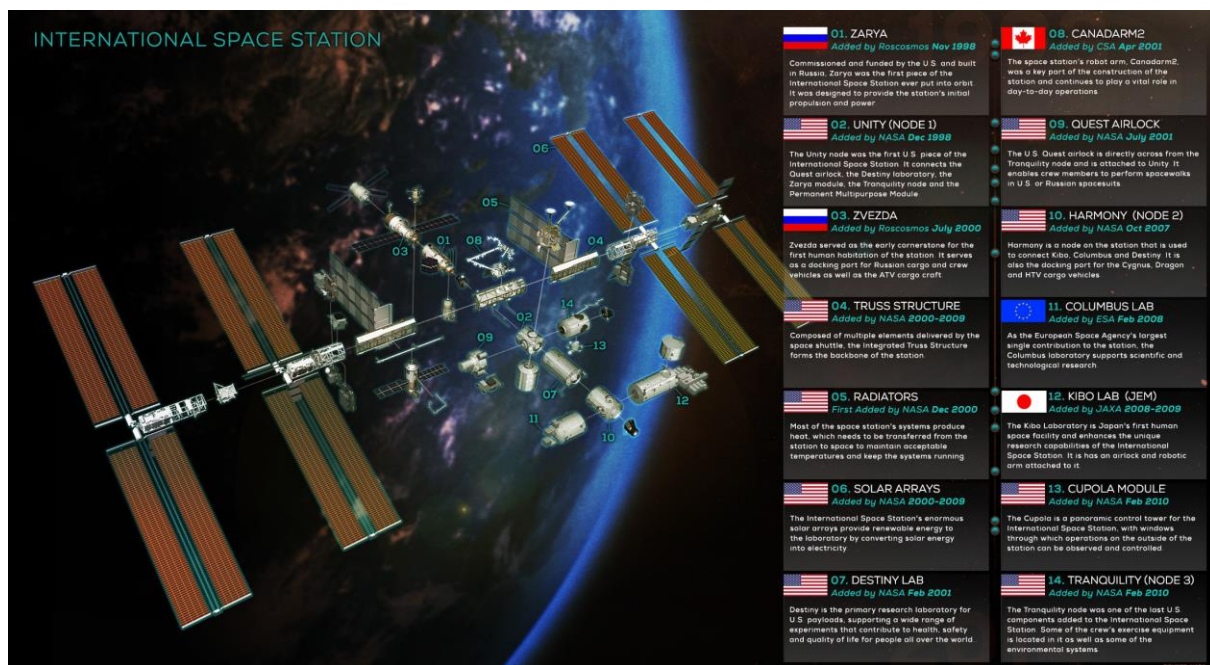 INTERNATIONAL SPACE STATION
06
05
03
01
08
04
14
02
09
13
07
12
11
10
01. ZARYA
Added by Roscosmos Nov 1998
Commissioned and funded by the U.S. and built
in Russia, Zarya was the first piece of the
International Space Station ever put into orbit.
It was designed to provide the station's initial
propulsion and power
02. UNITY (NODE 1)
Added by NASA Dec 1998
The Unity node was the first U.S. piece of the
International Space Station. It connects the
Quest airlock, the Destiny laboratory, the
Zarya module, the Tranquility node and the
Permanent Multipurpose Module.
03. ZVEZDA
Added by Roscosmos July 2000
Zvezda served as the early cornerstone for the
first human habitation of the station. It serves
as a docking port for Russian cargo and crew
vehicles as well as the ATV cargo craft.
04. TRUSS STRUCTURE
Added by NASA 2000-2009
Composed of multiple elements delivered by the
space shuttle, the Integrated Truss Structure
forms the backbone of the station.
05. RADIATORS
First Added by NASA Dec 2000
Most of the space station's systems produce
heat, which needs to be transferred from the
station to space to maintain acceptable
temperatures and keep the systems running
06. SOLAR ARRAYS
Added by NASA 2000-2009
The International Space Station's enormous
solar arrays provide renewable energy to
the laboratory by converting solar energy
into electricity
07. DESTINY LAB
Added by NASA Feb 2001
Destiny is the primary research laboratory for
U.S. payloads, supporting a wide range of
experiments that contribute to health, safety
and quality of life for people all over the world.
08. CANADARM2
Added by CSA Apr 2001
The space station's robot arm, Canadarm2,
was a key part of the construction of the
station and continues to play a vital role in
day-to-day operations
09. QUEST AIRLOCK
Added by NASA July 2001
The U.S. Quest airlock is directly across from the
Tranquility node and is attached to Unity. It
enables crew members to perform spacewalks
in U.S. or Russian spacesuits
10. HARMONY (NODE 2)
Added by NASA Oct 2007
Harmony is a node on the station that is used
to connect Kibo, Columbus and Destiny. It is
also the docking port for the Cygnus, Dragon
and HTV cargo vehicles
11. COLUMBUS LAB
Added by ESA Feb 2008
As the European Space Agency's largest
single contribution to the station, the
Columbus laboratory supports scientific and
technological research
12. KIBO LAB (JEM)
Added by JAXA 2008-2009
The Kibo Laboratory is Japan's first human
space facility and enhances the unique
research capabilities of the International
Space Station. It is has an airlock and robotic
arm attached to it
13. CUPOLA MODULE
Added by NASA Feb 2010
The Cupola is a panoramic control tower for the
International Space Station, with windows
through which operations on the outside of the
station can be observed and controlled
14. TRANQUILITY (NODE 3)
Added by NASA Feb 2010
The Tranquility node was one of the last U.S.
components added to the International Space
Station. Some of the crew's exercise equipment
is located in it as well as some of the
environmental systems